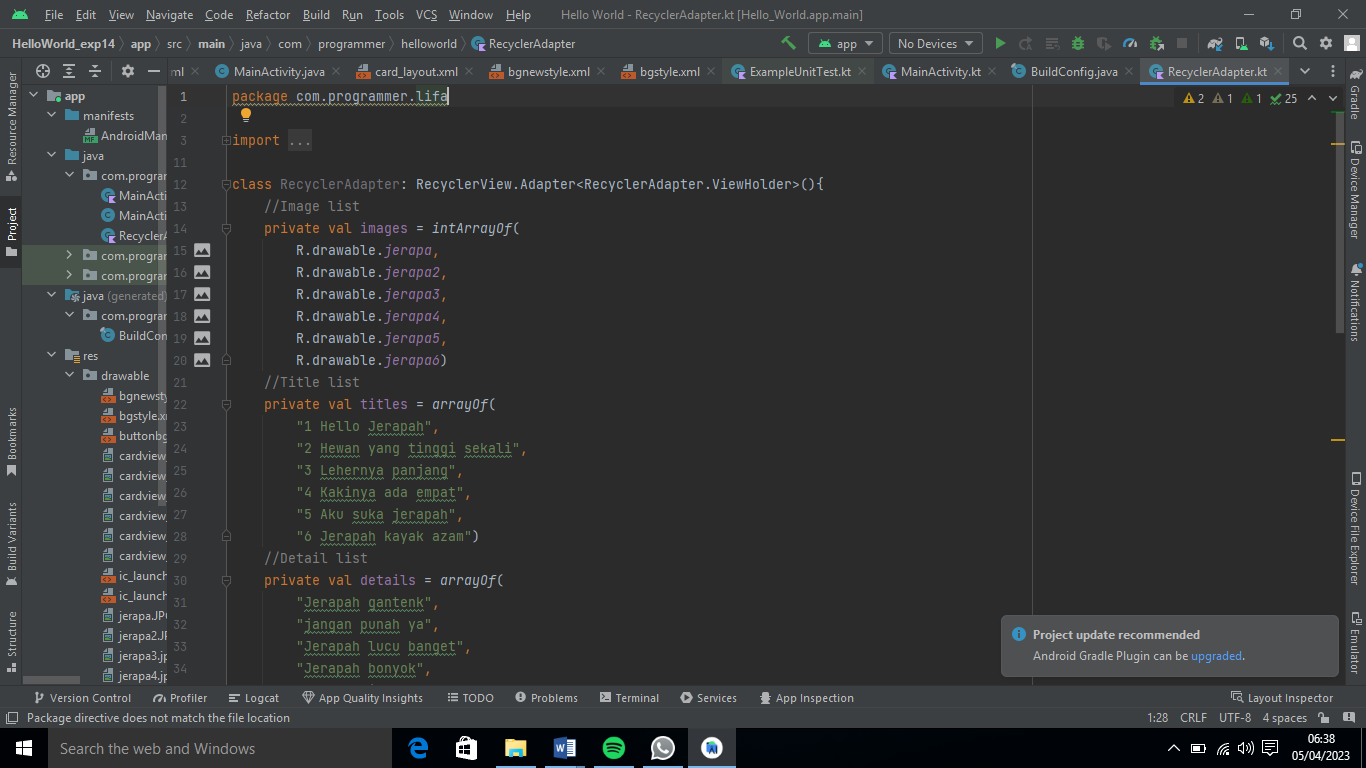 File Edit View Navigate Code Refactor Build Run Tools VCS Window Help Hello World - RecyclerAdapter.kt [Hello_World.app.main]
HelloWorld_exp14 app src main java com programmer helloworld RecyclerAdapter app No Devices
ml MainActivity.java card_layout.xml bgnewstyle.xml bgstyle.xml ExampleUnitTest.kt MainActivity.kt BuildConfig.java RecyclerAdapter.kt
Resource Manager
Project
Bookmarks
Build Variants
Structure
app
manifests
AndroidMan
java
com.prograr
MainActi
MainActi
RecyclerA
com.prograr
com.prograr
java (generated)
com.prograr
BuildCon
res
drawable
bgnewsty
bgstyle.xr
buttonbg
cardview_
cardview_
cardview_
cardview_
cardview_
cardview_
ic_launch
ic_launch
jerapa.JP
jerapa2.JP
jerapa3.jp
jerapa4.jp
2 1 1 25
1 package com.programmer.lifa
2
3 import ...
11
12 class RecyclerAdapter: RecyclerView.Adapter<RecyclerAdapter.ViewHolder>(){
13 //Image list
14 private val images = intArrayOf(
15 R.drawable.jerapa,
16 R.drawable.jerapa2,
17 R.drawable.jerapa3,
18 R.drawable.jerapa4,
19 R.drawable.jerapa5,
20 R.drawable.jerapa6)
21 //Title list
22 private val titles = arrayOf(
23 "1 Hello Jerapah",
24 "2 Hewan yang tinggi sekali",
25 "3 Lehernya panjang",
26 "4 Kakinya ada empat",
27 "5 Aku suka jerapah",
28 "6 Jerapah kayak azam")
29 //Detail list
30 private val details = arrayOf(
31 "Jerapah gantenk",
32 "jangan punah ya",
33 "Jerapah lucu banget",
34 "Jerapah bonyok",
Gradle
Device Manager
Notifications
Device File Explorer
Emulator
Project update recommended
Android Gradle Plugin can be upgraded.
Version Control Profiler Logcat App Quality Insights TODO Problems Terminal Services App Inspection Layout Inspector
Package directive does not match the file location 1:28 CRLF UTF-8 4 spaces
Search the web and Windows
06:38
05/04/2023